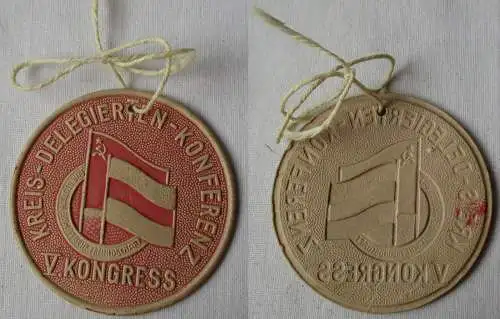 KREIS-DELEGIERTEN-KONFERENZ
V. KONGRESS